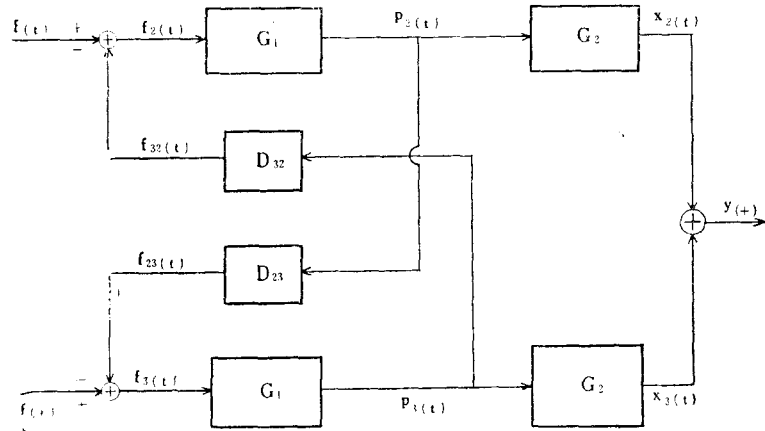 f(t) + f2(t) G1 p2(t) G2 x2(t)
−
f32(t) D32
y(+)
f23(t) D23
− f3(t) G1 G2
f(+) + p3(t) x3(t)